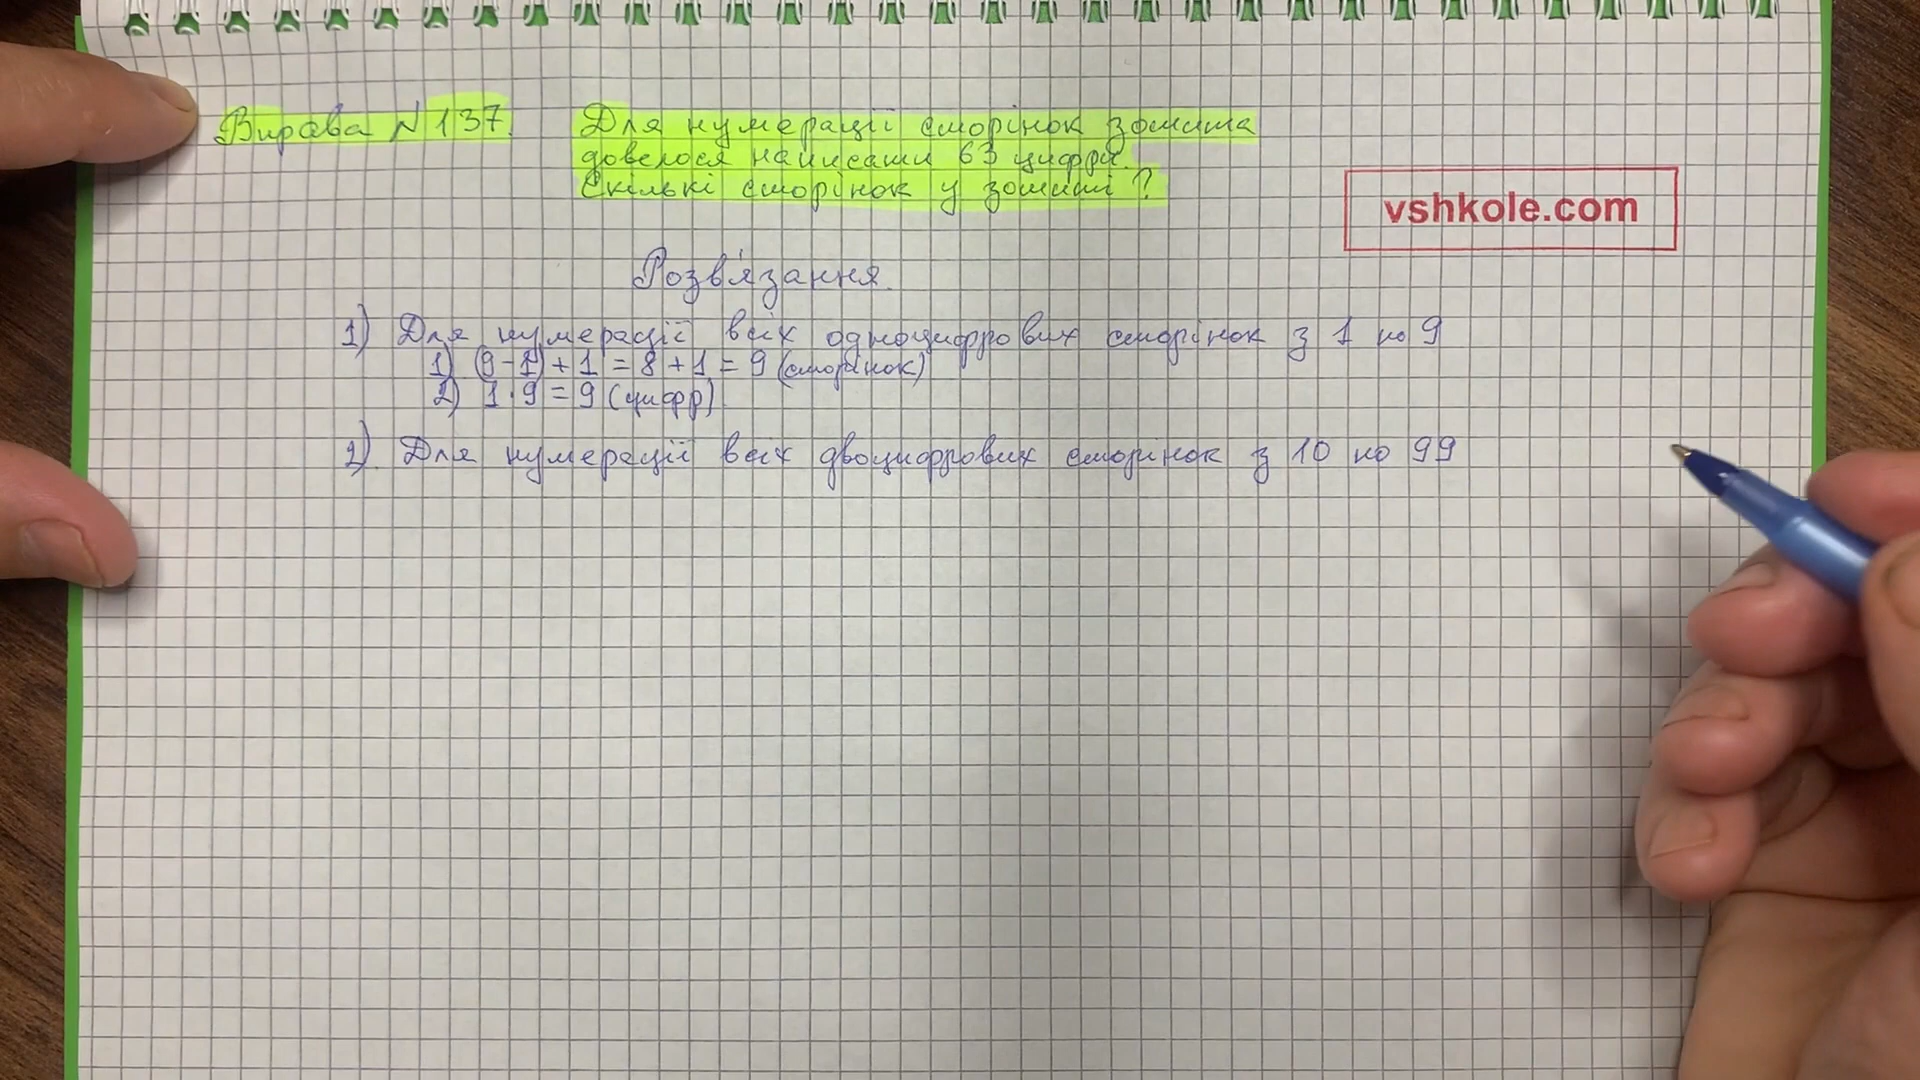 Вправа N 137.
Для нумерації сторінок зошита
довелося написати 63 цифри.
Скількі сторінок у зошиті?
vshkole.com
Розв'язання.
1) Для нумерації всіх одноцифрових сторінок з 1 по 9
1) (9-1)+1=8+1=9 (сторінок)
2) 1·9=9 (цифр)
2). Для нумерації всіх двоцифрових сторінок з 10 по 99